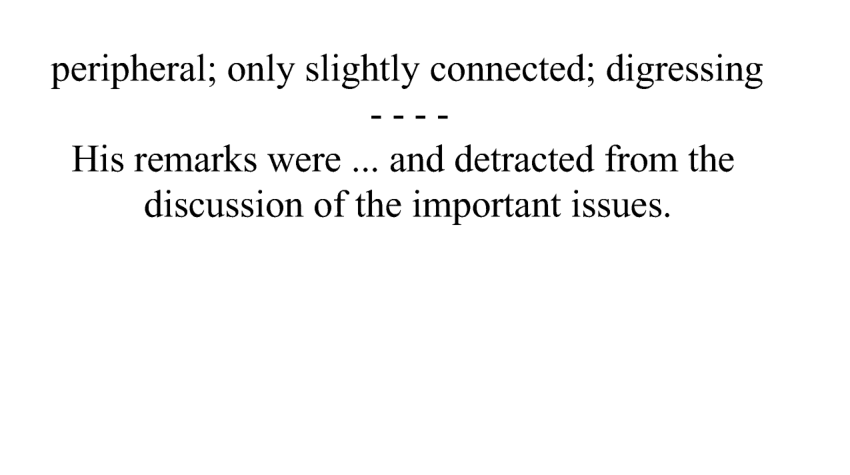 peripheral; only slightly connected; digressing
- - - -
His remarks were ... and detracted from the
discussion of the important issues.